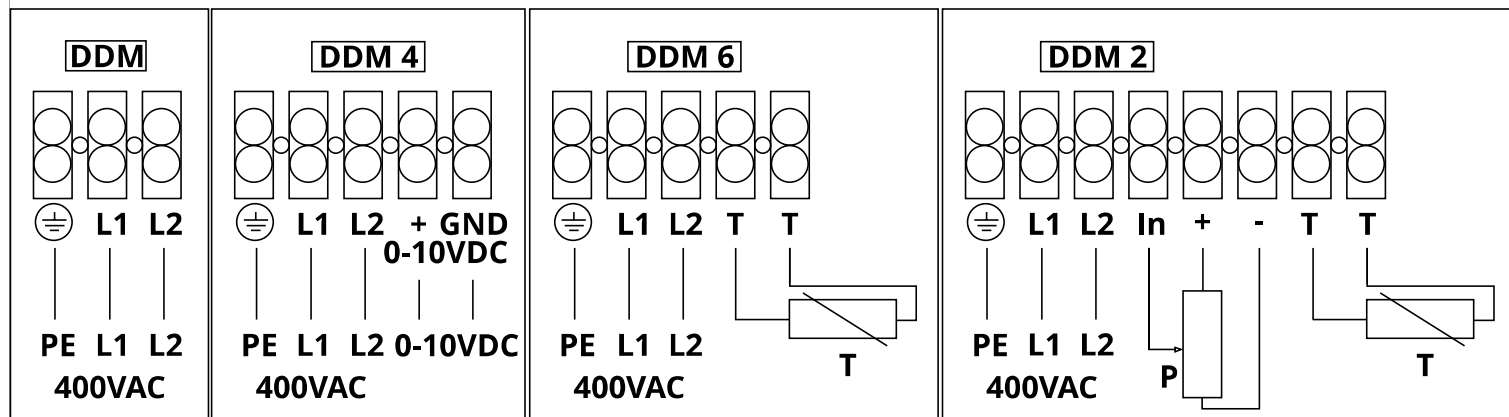 DDM
L1 L2
PE L1 L2
400VAC
DDM 4
L1 L2 + GND
0-10VDC
PE L1 L2 0-10VDC
400VAC
DDM 6
L1 L2 T T
PE L1 L2
T
400VAC
DDM 2
L1 L2 In + - T T
PE L1 L2
P
T
400VAC